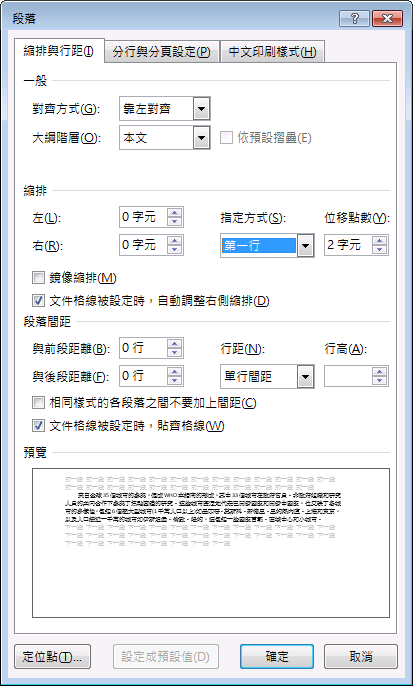 段落
縮排與行距(I) 分行與分頁設定(P) 中文印刷樣式(H)
一般
對齊方式(G): 靠左對齊
大綱階層(O): 本文 依預設摺疊(E)
縮排
左(L): 0 字元 指定方式(S): 位移點數(Y):
右(R): 0 字元 第一行 2 字元
鏡像縮排(M)
文件格線被設定時，自動調整右側縮排(D)
段落間距
與前段距離(B): 0 行 行距(N): 行高(A):
與後段距離(F): 0 行 單行間距
相同樣式的各段落之間不要加上間距(C)
文件格線被設定時，貼齊格線(W)
預覽
定位點(T)... 設定成預設值(D) 確定 取消